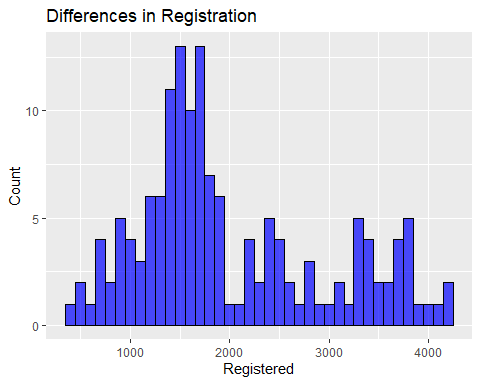 Differences in Registration
Count
10
5
0
1000 2000 3000 4000
Registered